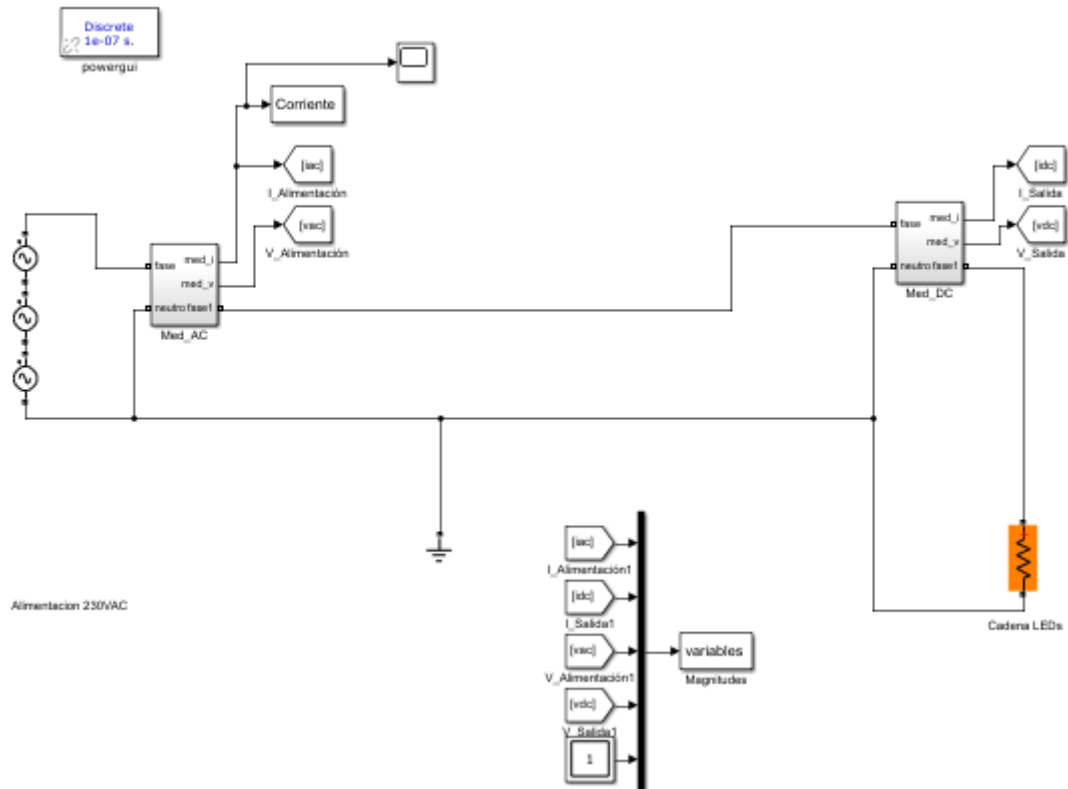 Discrete
1e-07 s.
powergui
Corriente
[iac]
I_Alimentación
[vac]
V_Alimentación
fase
med_i
med_v
neutro
fase1
Med_AC
[idc]
I_Salida
[vdc]
V_Salida
fase
med_i
med_v
neutro
fase1
Med_DC
[iac]
I_Alimentación1
[idc]
I_Salida1
[vac]
V_Alimentación1
[vdc]
V_Salida1
1
variables
Magnitudes
Alimentacion 230VAC
Cadena LEDs